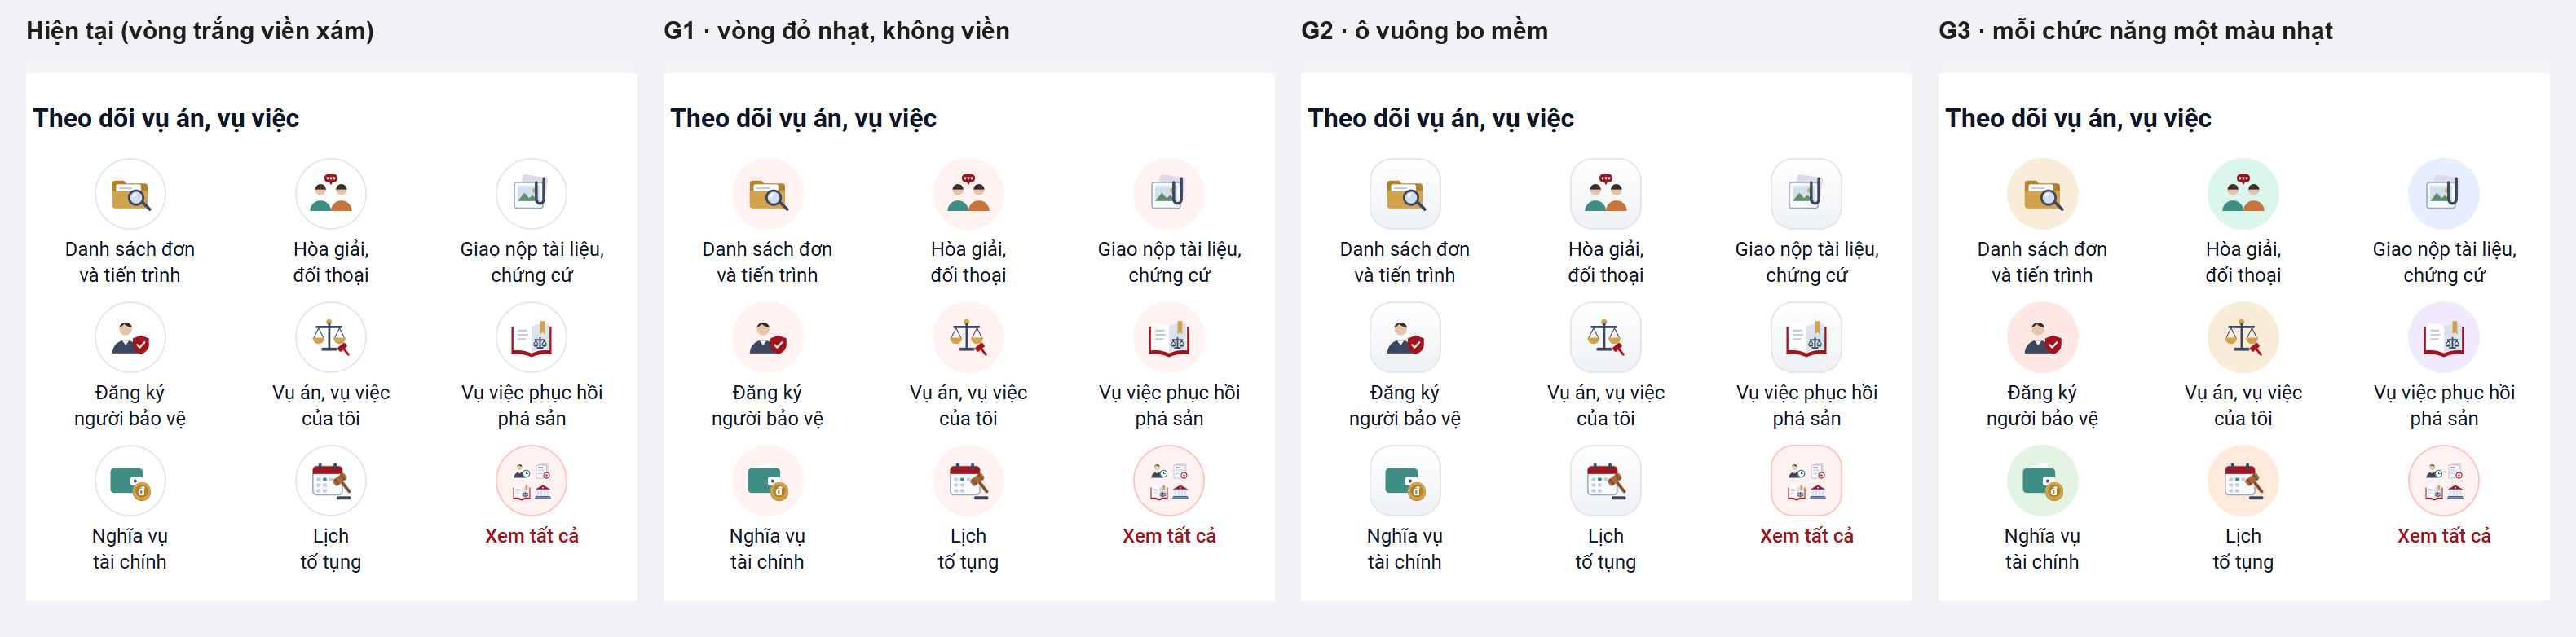 Hiện tại (vòng trắng viền xám)
Theo dõi vụ án, vụ việc
Danh sách đơn
và tiến trình
Hòa giải,
đối thoại
Giao nộp tài liệu,
chứng cứ
Đăng ký
người bảo vệ
Vụ án, vụ việc
của tôi
Vụ việc phục hồi
phá sản
Nghĩa vụ
tài chính
Lịch
tố tụng
Xem tất cả
G1 · vòng đỏ nhạt, không viền
Theo dõi vụ án, vụ việc
Danh sách đơn
và tiến trình
Hòa giải,
đối thoại
Giao nộp tài liệu,
chứng cứ
Đăng ký
người bảo vệ
Vụ án, vụ việc
của tôi
Vụ việc phục hồi
phá sản
Nghĩa vụ
tài chính
Lịch
tố tụng
Xem tất cả
G2 · ô vuông bo mềm
Theo dõi vụ án, vụ việc
Danh sách đơn
và tiến trình
Hòa giải,
đối thoại
Giao nộp tài liệu,
chứng cứ
Đăng ký
người bảo vệ
Vụ án, vụ việc
của tôi
Vụ việc phục hồi
phá sản
Nghĩa vụ
tài chính
Lịch
tố tụng
Xem tất cả
G3 · mỗi chức năng một màu nhạt
Theo dõi vụ án, vụ việc
Danh sách đơn
và tiến trình
Hòa giải,
đối thoại
Giao nộp tài liệu,
chứng cứ
Đăng ký
người bảo vệ
Vụ án, vụ việc
của tôi
Vụ việc phục hồi
phá sản
Nghĩa vụ
tài chính
Lịch
tố tụng
Xem tất cả